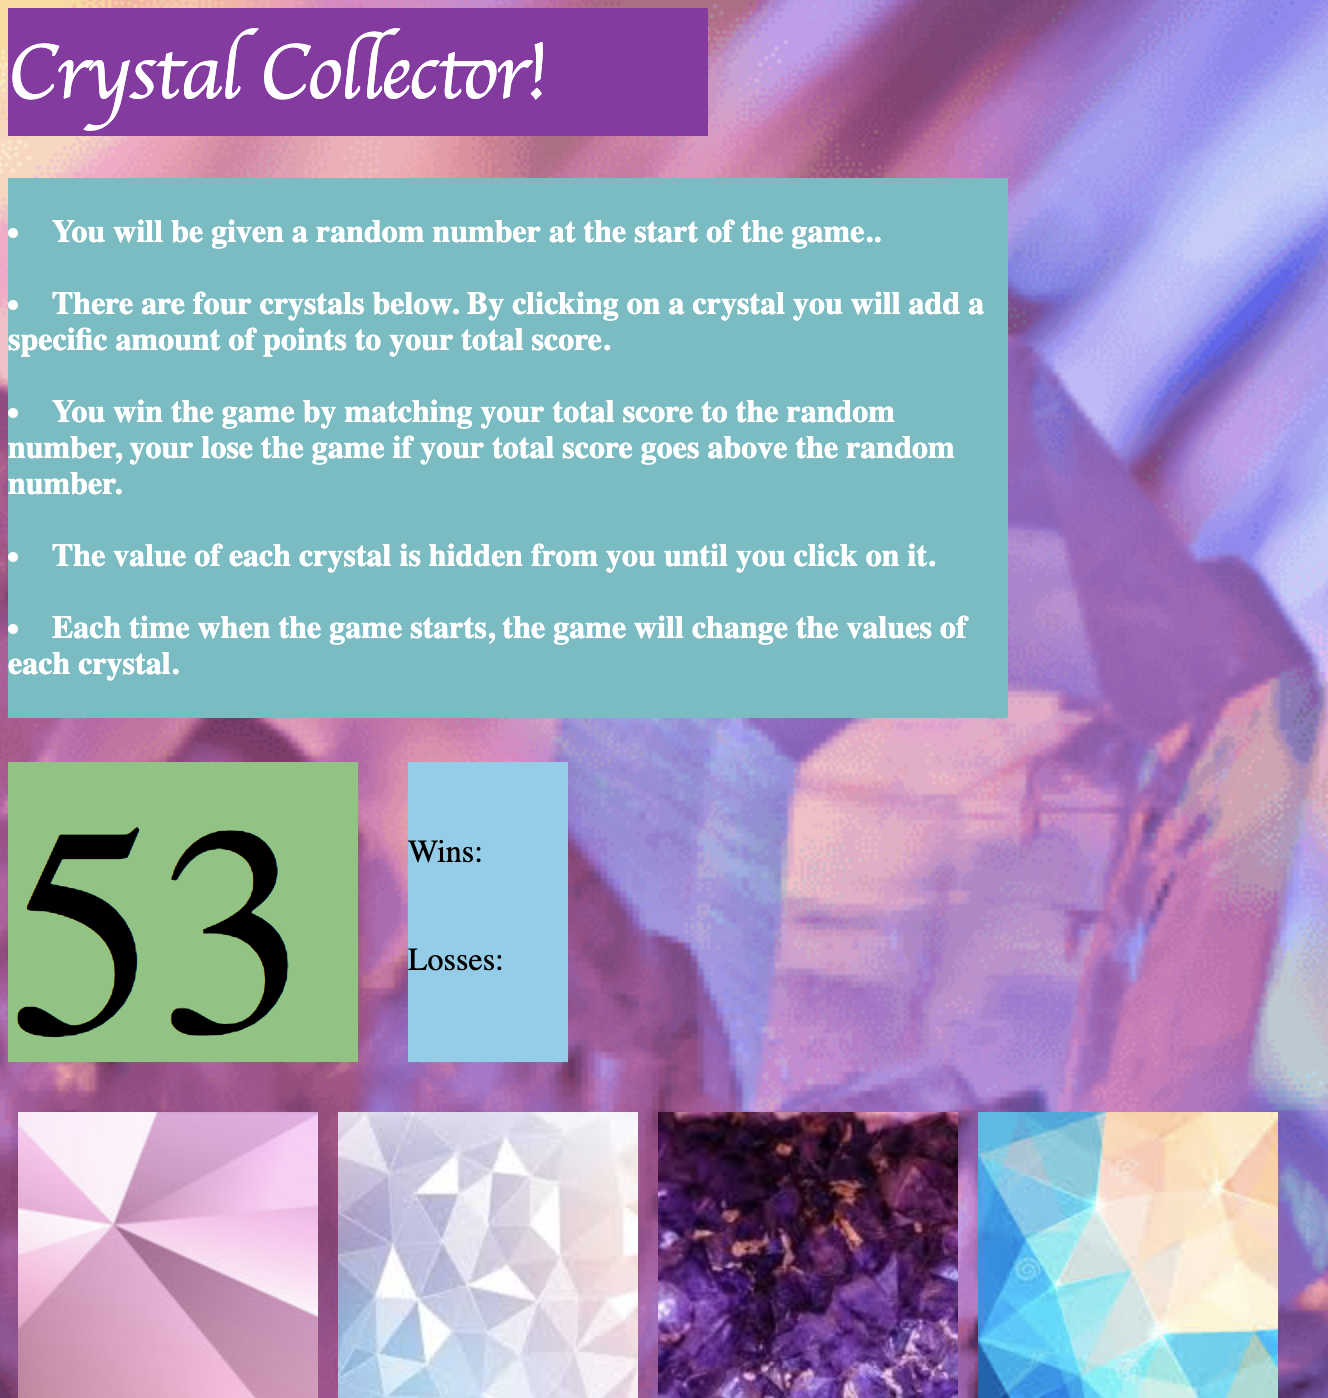 Crystal Collector!
• You will be given a random number at the start of the game..
• There are four crystals below. By clicking on a crystal you will add a
specific amount of points to your total score.
• You win the game by matching your total score to the random
number, your lose the game if your total score goes above the random
number.
• The value of each crystal is hidden from you until you click on it.
• Each time when the game starts, the game will change the values of
each crystal.
53
Wins:
Losses: